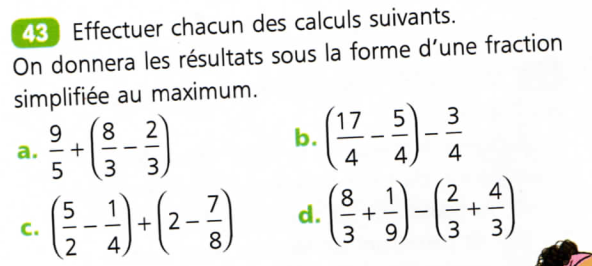 43 Effectuer chacun des calculs suivants.
On donnera les résultats sous la forme d'une fraction
simplifiée au maximum.
a. 9/5 + (8/3 − 2/3)
b. (17/4 − 5/4) − 3/4
c. (5/2 − 1/4) + (2 − 7/8)
d. (8/3 + 1/9) − (2/3 + 4/3)